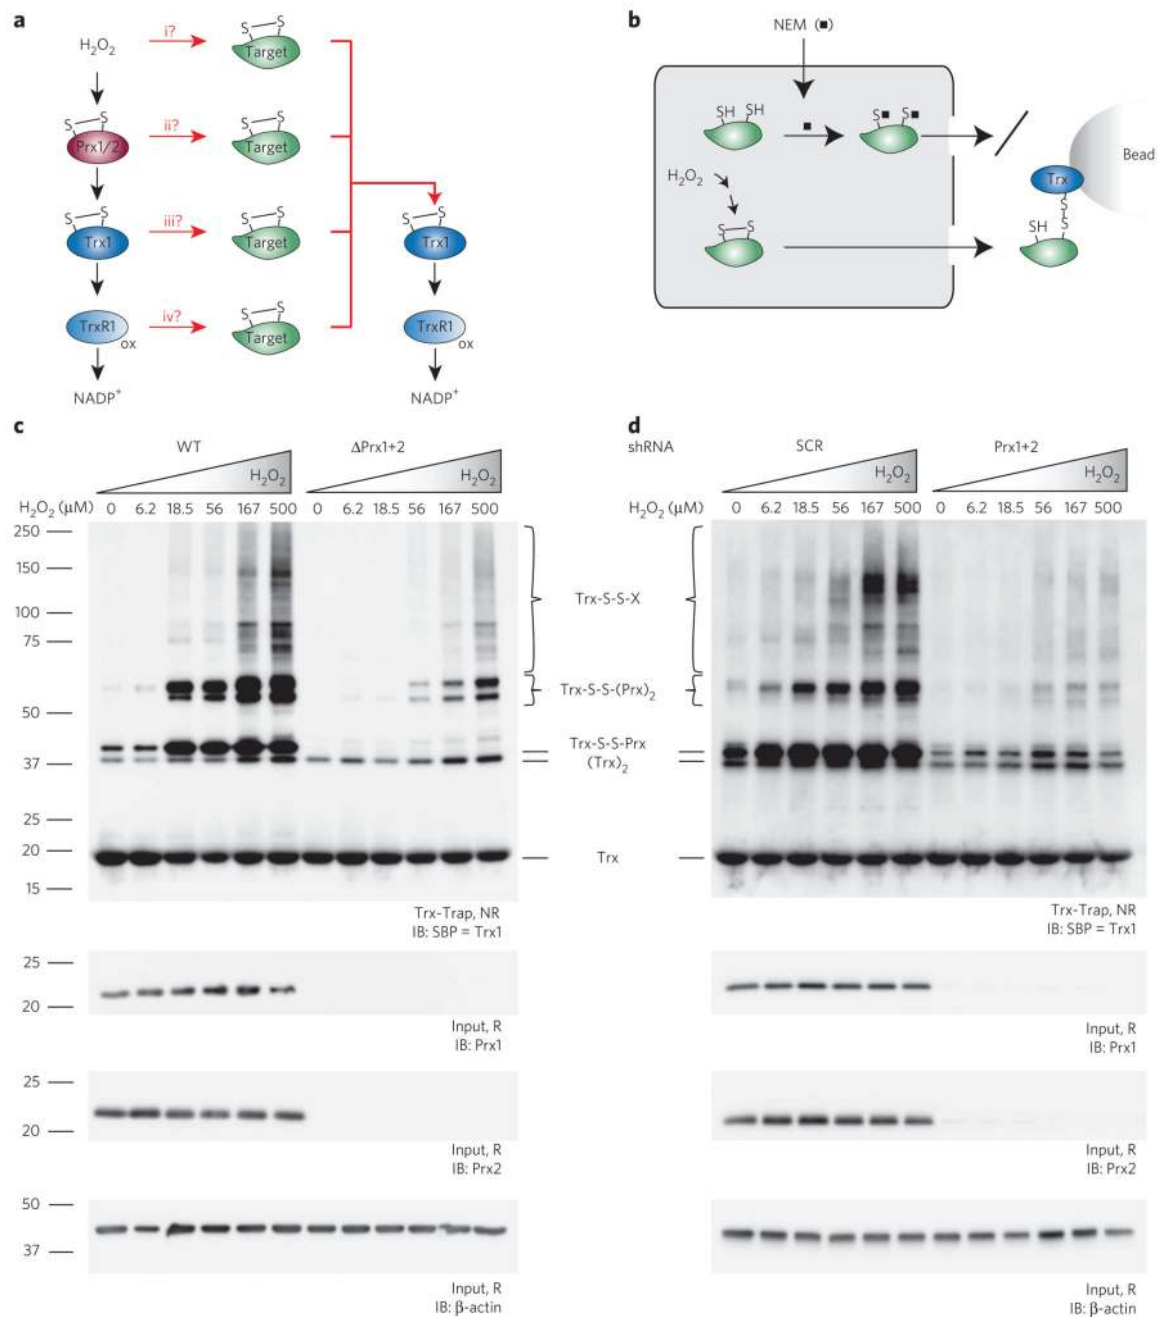 a
H₂O₂
i?
S S
Target
S S
Prx1/2
ii?
S S
Target
S S
Trx1
iii?
S S
Target
S S
Trx1
TrxR1
ox
iv?
S S
Target
TrxR1
ox
NADP⁺
NADP⁺
b
NEM (■)
SH SH
S■ S■
H₂O₂
S S
Trx
S
S
SH
Bead
c
WT
ΔPrx1+2
H₂O₂
H₂O₂
H₂O₂ (μM) 0 6.2 18.5 56 167 500 0 6.2 18.5 56 167 500
250
150
100
75
50
37
25
20
15
Trx-S-S-X
Trx-S-S-(Prx)₂
Trx-S-S-Prx
(Trx)₂
Trx
Trx-Trap, NR
IB: SBP = Trx1
25
20
Input, R
IB: Prx1
25
20
Input, R
IB: Prx2
50
37
Input, R
IB: β-actin
d
shRNA
SCR
Prx1+2
H₂O₂
H₂O₂
H₂O₂ (μM) 0 6.2 18.5 56 167 500 0 6.2 18.5 56 167 500
Trx-Trap, NR
IB: SBP = Trx1
Input, R
IB: Prx1
Input, R
IB: Prx2
Input, R
IB: β-actin